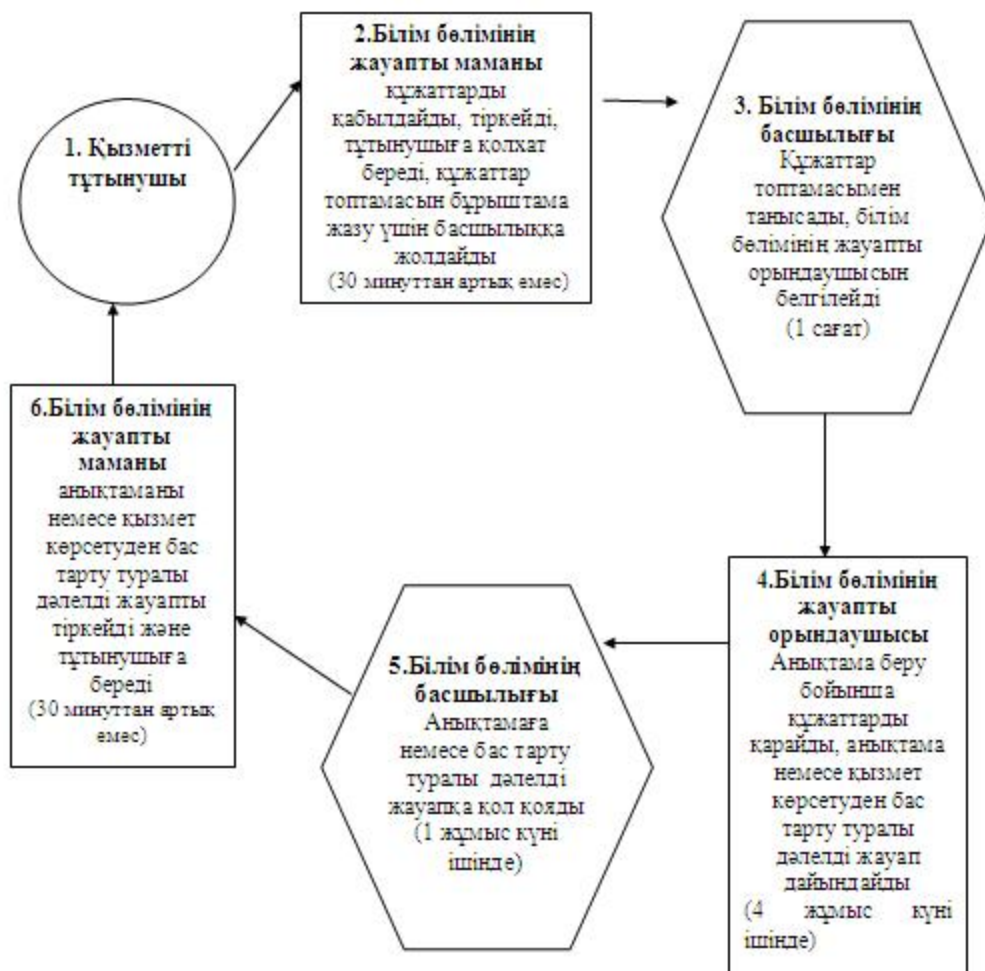 1. Қызметті
тұтынушы
2.Білім бөлімінің
жауапты маманы
құжаттарды
қабылдайды, тіркейді,
тұтынушыға қолхат
береді, құжаттар
топтамасын бұрыштама
жазу үшін басшылыққа
жолдайды
(30 минуттан артық емес)
3. Білім бөлімінің
басшылығы
Құжаттар
топтамасымен
танысады, білім
бөлімінің жауапты
орындаушысын
белгілейді
(1 сағат)
4.Білім бөлімінің
жауапты
орындаушысы
Анықтама беру
бойынша
құжаттарды
қарайды, анықтама
немесе қызмет
көрсетуден бас
тарту туралы
дәлелді жауап
дайындайды
(4 жұмыс күні
ішінде)
5.Білім бөлімінің
басшылығы
Анықтамаға
немесе бас тарту
туралы дәлелді
жауапқа қол қояды
(1 жұмыс күні
ішінде)
6.Білім бөлімінің
жауапты
маманы
анықтаманы
немесе қызмет
көрсетуден бас
тарту туралы
дәлелді жауапты
тіркейді және
тұтынушыға
береді
(30 минуттан артық
емес)